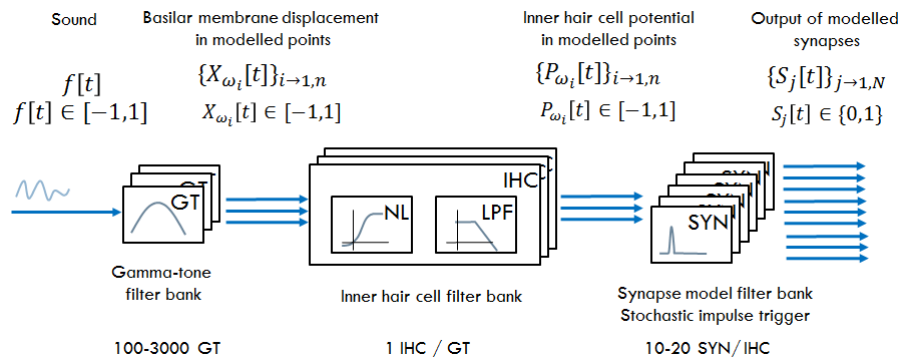 Sound
Basilar membrane displacement
in modelled points
Inner hair cell potential
in modelled points
Output of modelled
synapses
f[t]
f[t] ∈ [-1,1]
{X_{ω_i}[t]}_{i→1,n}
X_{ω_i}[t] ∈ [-1,1]
{P_{ω_i}[t]}_{i→1,n}
P_{ω_i}[t] ∈ [-1,1]
{S_j[t]}_{j→1,N}
S_j[t] ∈ {0,1}
GT
GT
IHC
NL
LPF
SYN
SYN
SYN
Gamma-tone
filter bank
Inner hair cell filter bank
Synapse model filter bank
Stochastic impulse trigger
100-3000 GT
1 IHC / GT
10-20 SYN/IHC